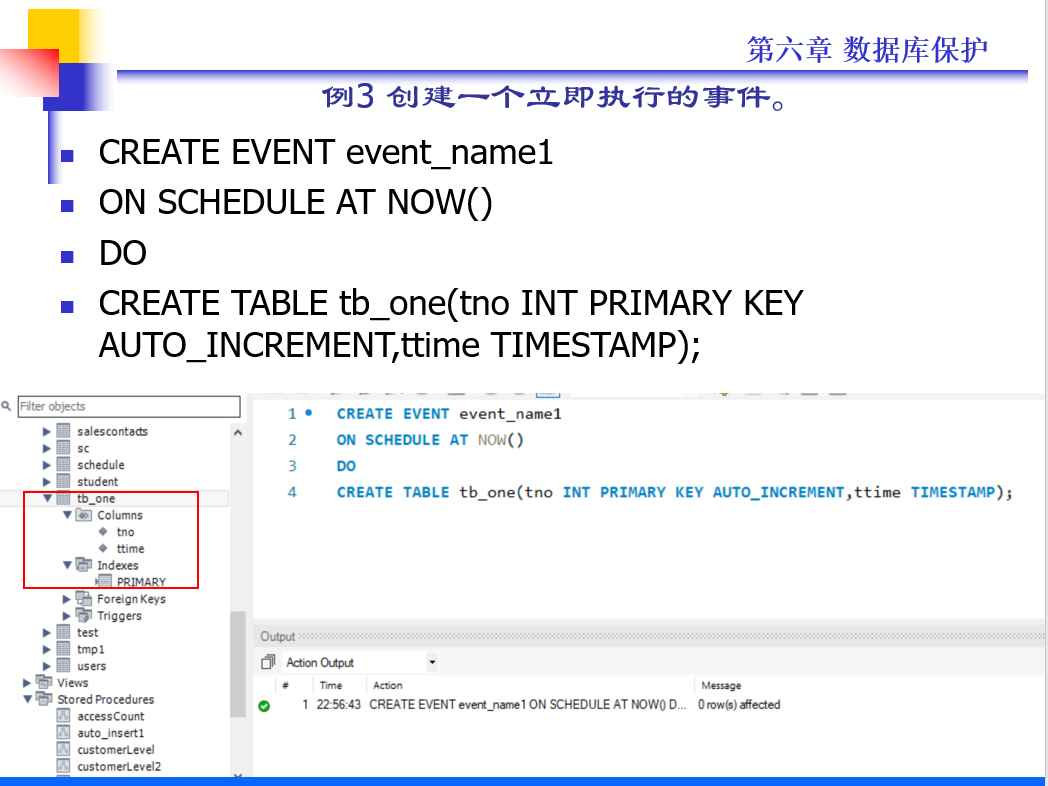 第六章 数据库保护
例3 创建一个立即执行的事件。
CREATE EVENT event_name1
ON SCHEDULE AT NOW()
DO
CREATE TABLE tb_one(tno INT PRIMARY KEY
AUTO_INCREMENT,ttime TIMESTAMP);
Filter objects
salescontacts
sc
schedule
student
tb_one
Columns
tno
ttime
Indexes
PRIMARY
Foreign Keys
Triggers
test
tmp1
users
Views
Stored Procedures
accessCount
auto_insert1
customerLevel
customerLevel2
1 CREATE EVENT event_name1
2 ON SCHEDULE AT NOW()
3 DO
4 CREATE TABLE tb_one(tno INT PRIMARY KEY AUTO_INCREMENT,ttime TIMESTAMP);
Output
Action Output
# Time Action Message
1 22:56:43 CREATE EVENT event_name1 ON SCHEDULE AT NOW() D... 0 row(s) affected